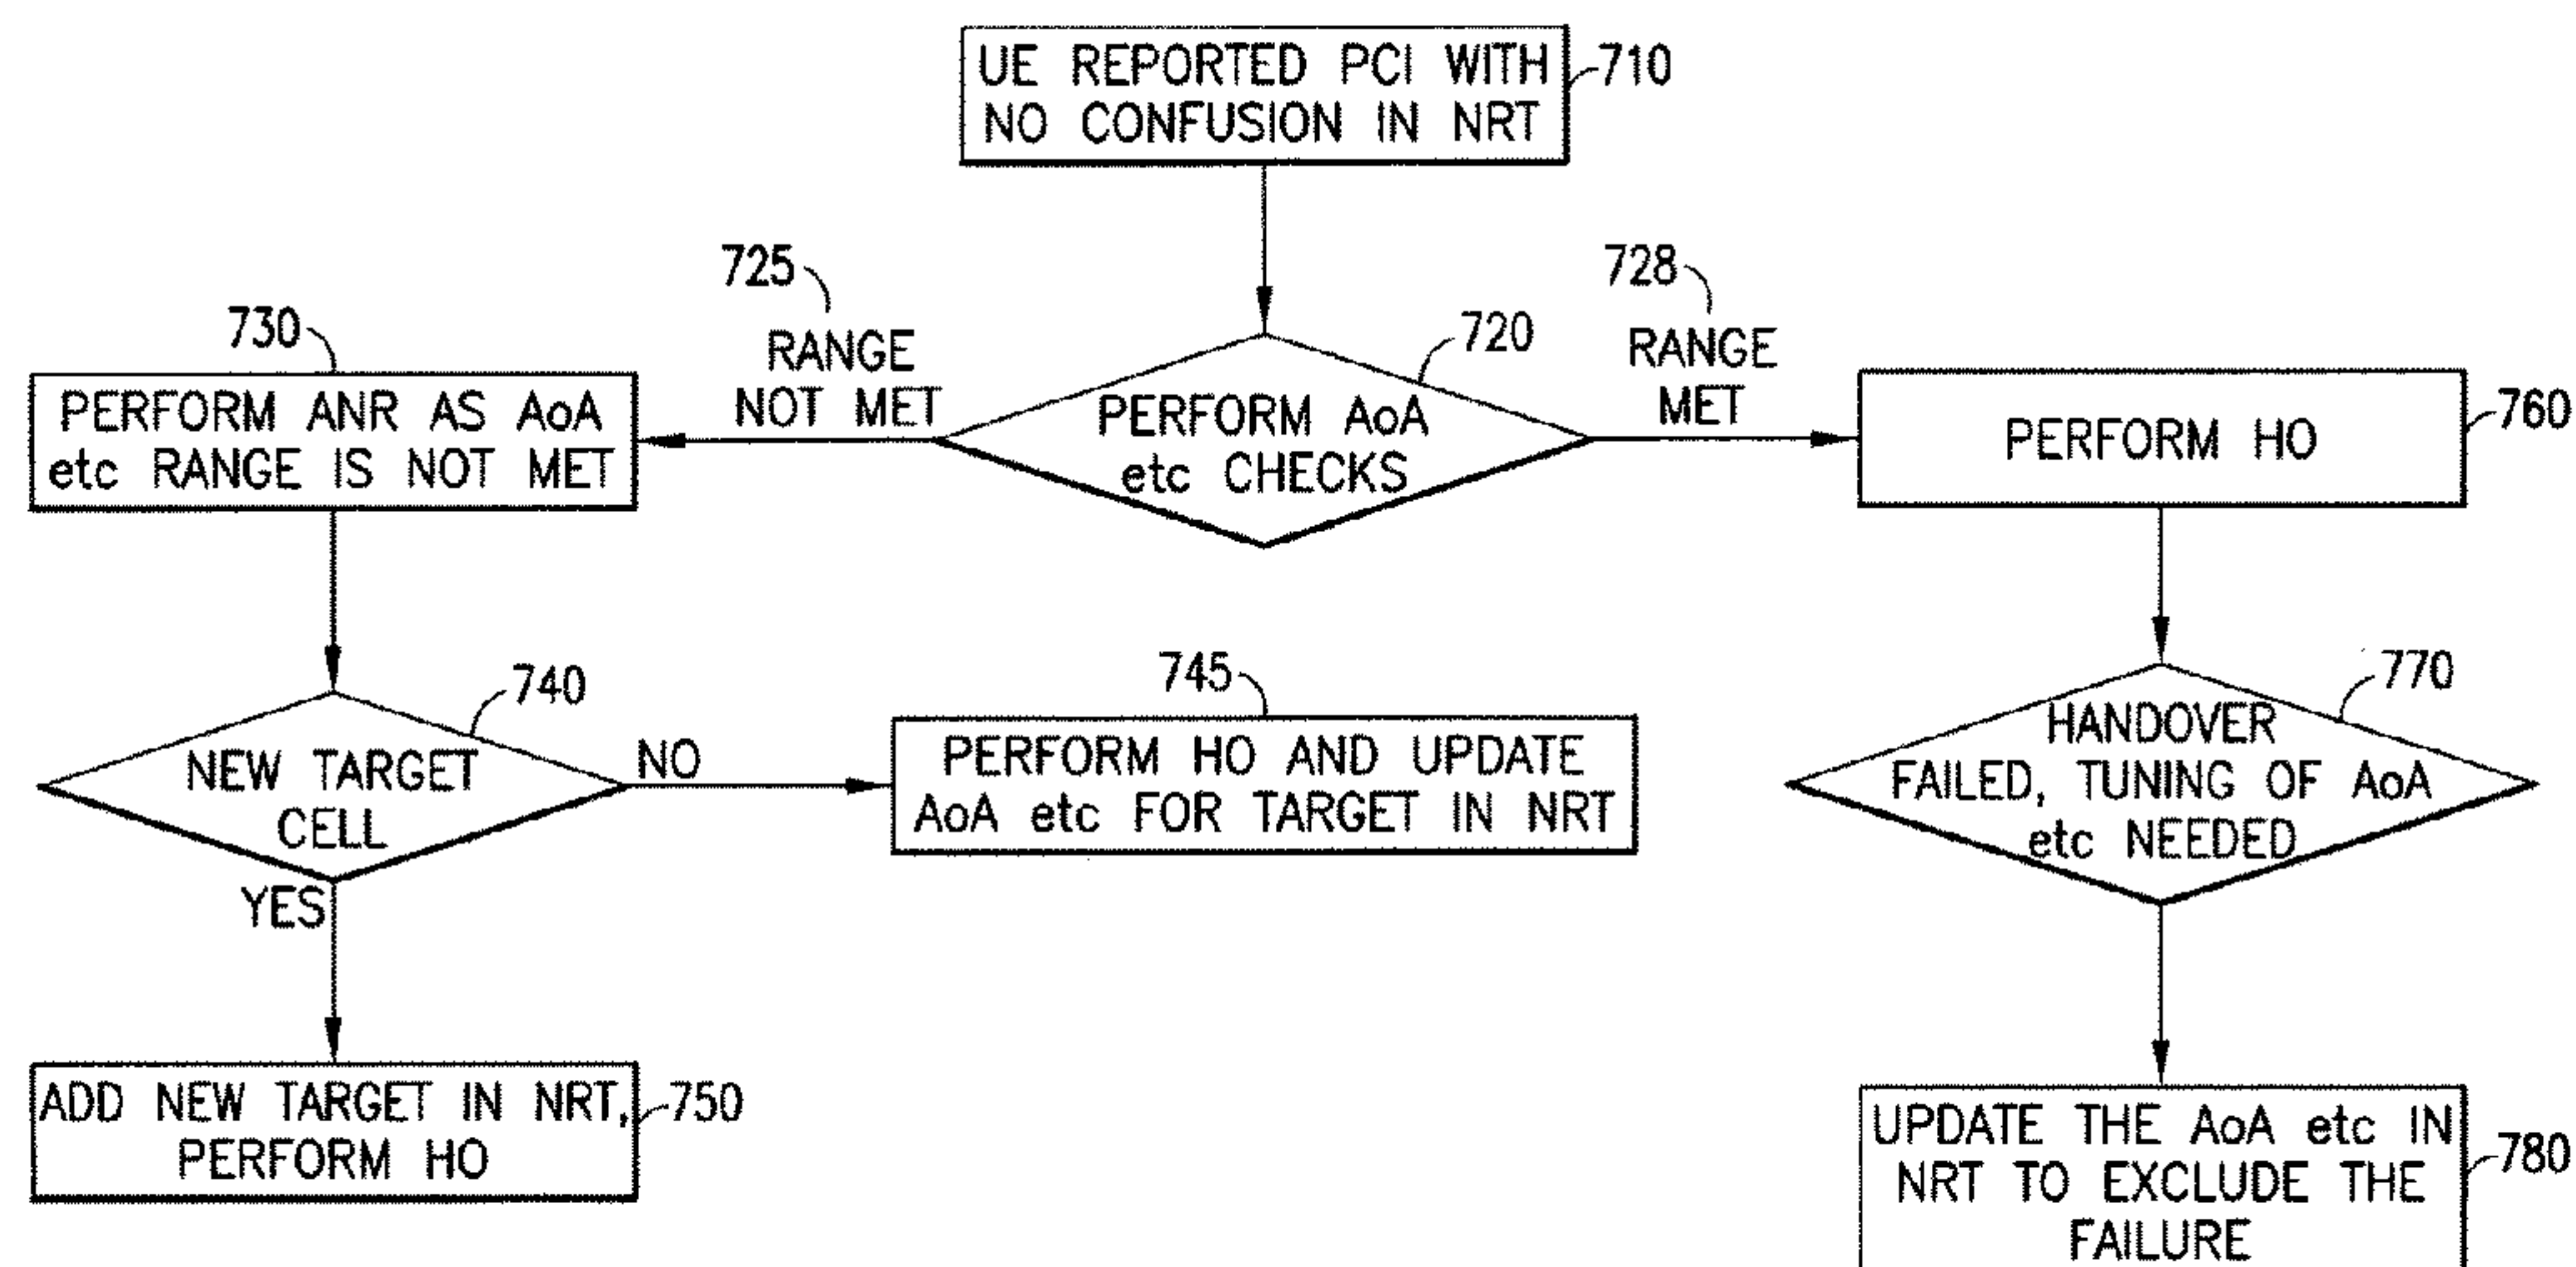 UE REPORTED PCI WITH
NO CONFUSION IN NRT
710
725
RANGE
NOT MET
728
RANGE
MET
720
PERFORM AoA
etc CHECKS
730
PERFORM ANR AS AoA
etc RANGE IS NOT MET
PERFORM HO
760
740
NEW TARGET
CELL
NO
YES
745
PERFORM HO AND UPDATE
AoA etc FOR TARGET IN NRT
770
HANDOVER
FAILED, TUNING OF AoA
etc NEEDED
ADD NEW TARGET IN NRT,
PERFORM HO
750
UPDATE THE AoA etc IN
NRT TO EXCLUDE THE
FAILURE
780